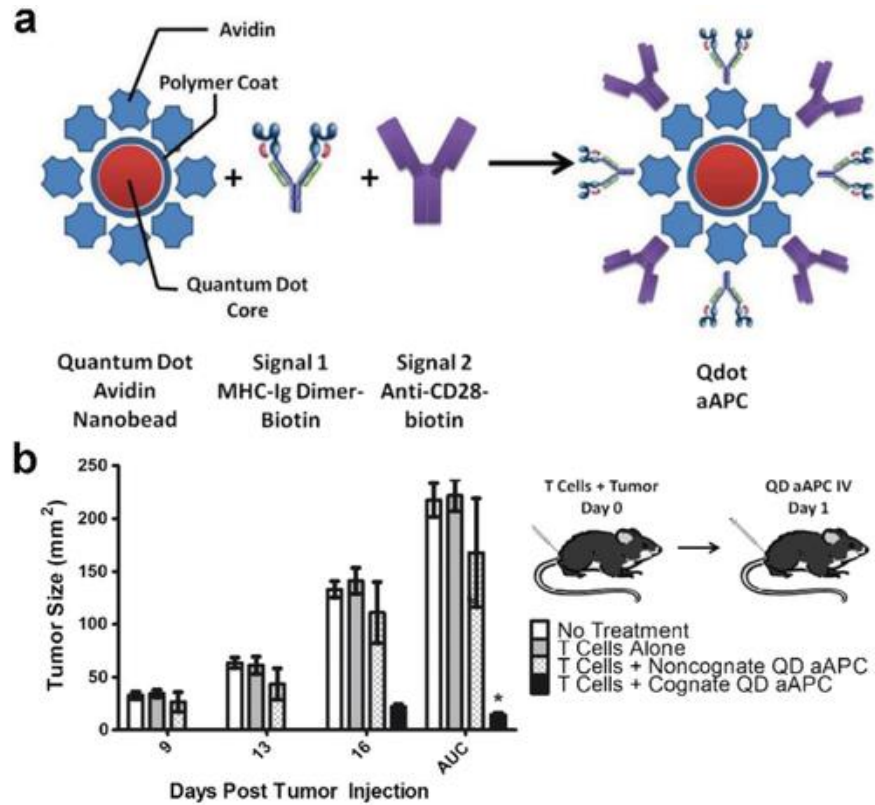 a
Avidin
Polymer Coat
+
+
Quantum Dot
Core
Quantum Dot
Avidin
Nanobead
Signal 1
MHC-Ig Dimer-
Biotin
Signal 2
Anti-CD28-
biotin
Qdot
aAPC
b
Tumor Size (mm²)
250
200
150
100
50
0
9
13
16
AUC
*
Days Post Tumor Injection
T Cells + Tumor
Day 0
QD aAPC IV
Day 1
No Treatment
T Cells Alone
T Cells + Noncognate QD aAPC
T Cells + Cognate QD aAPC